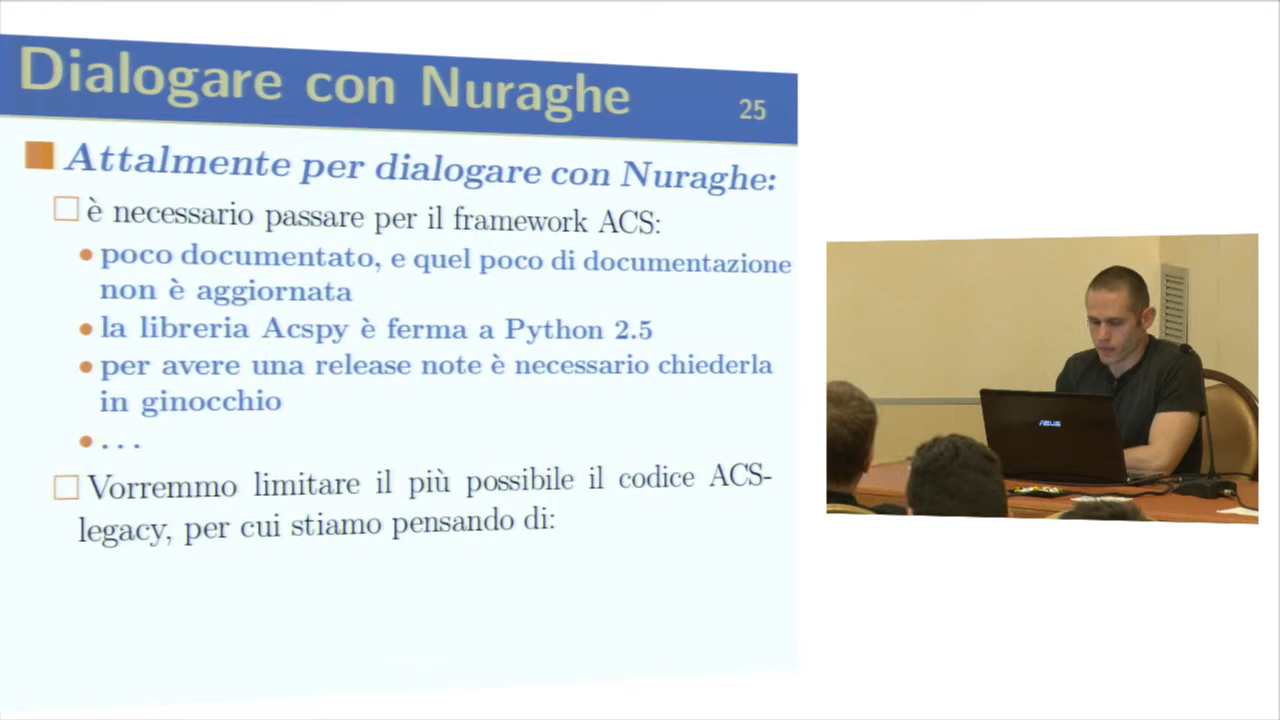 Dialogare con Nuraghe
25
Attalmente per dialogare con Nuraghe:
è necessario passare per il framework ACS:
poco documentato, e quel poco di documentazione
non è aggiornata
la libreria Acspy è ferma a Python 2.5
per avere una release note è necessario chiederla
in ginocchio
...
Vorremmo limitare il più possibile il codice ACS-
legacy, per cui stiamo pensando di:
ASUS